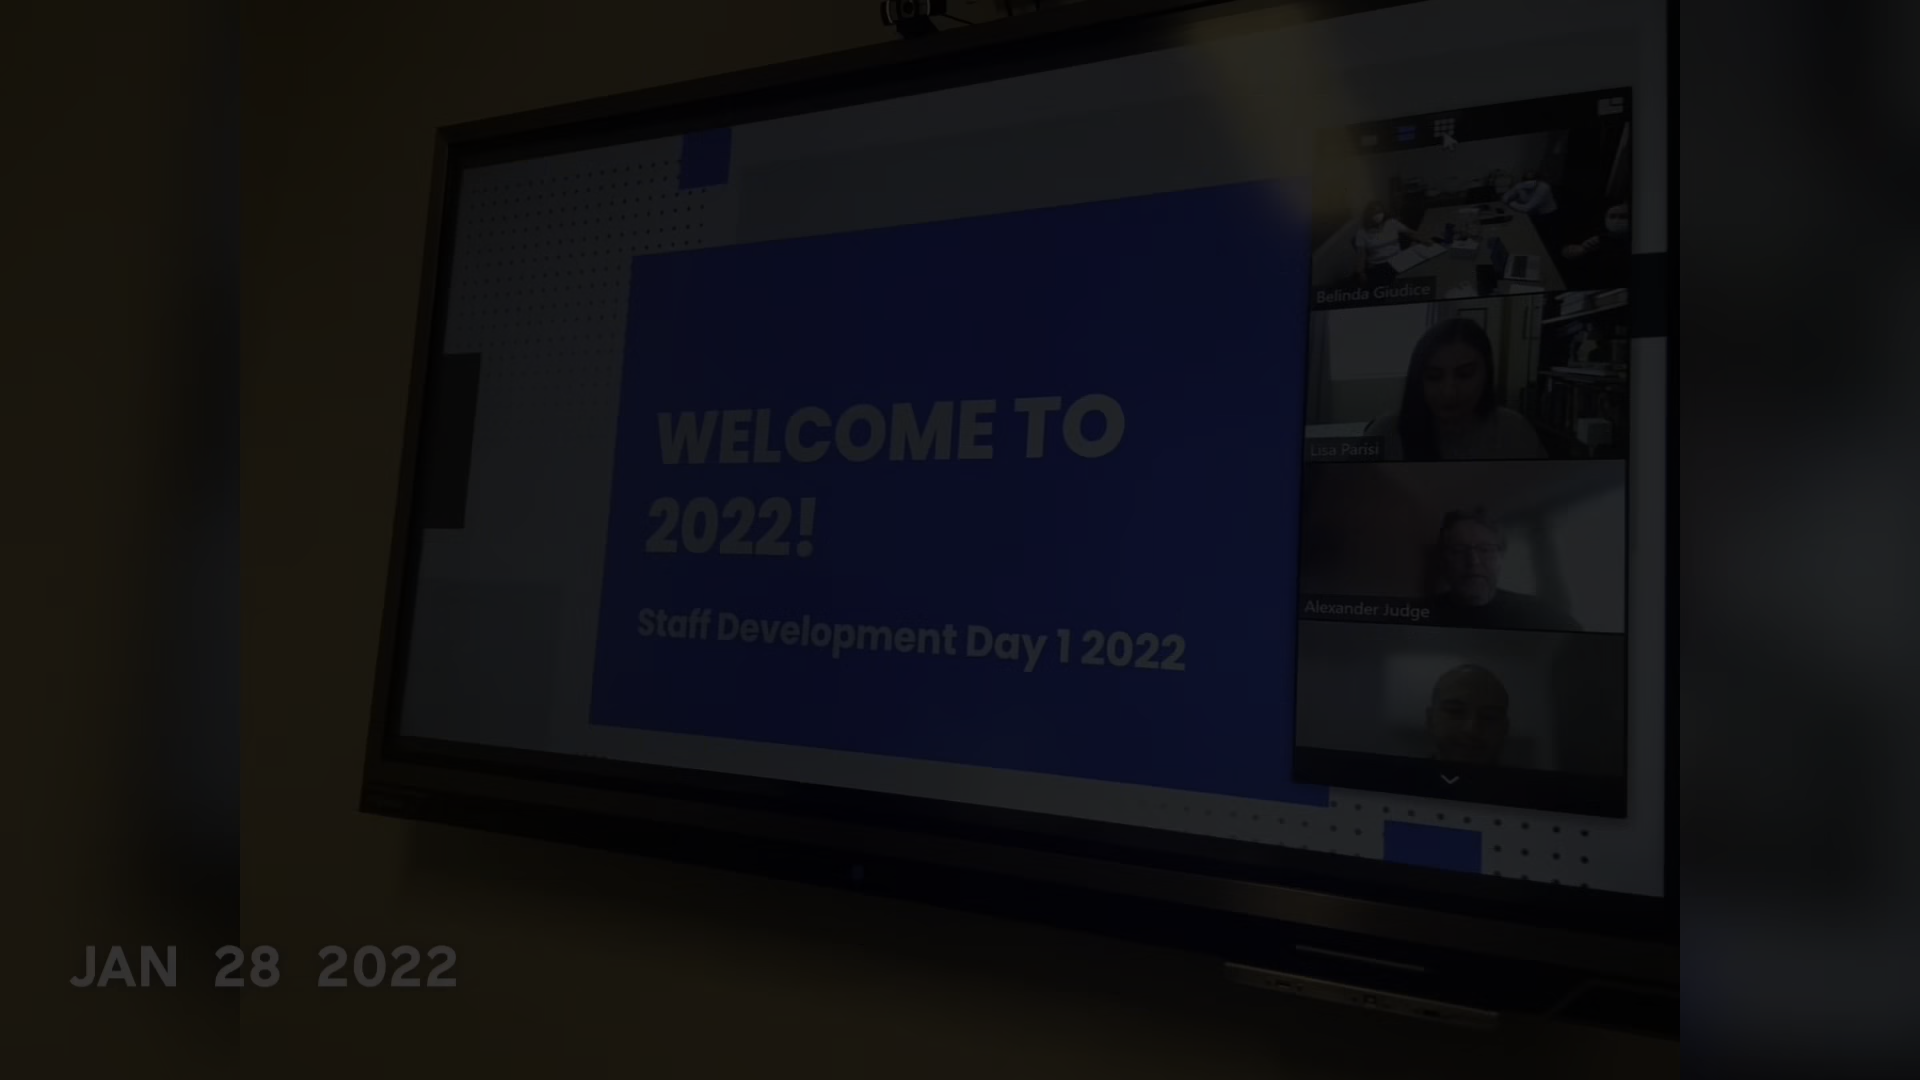 WELCOME TO
2022!
Staff Development Day 1 2022
Belinda Giudice
Lisa Parisi
Alexander Judge
JAN 28 2022